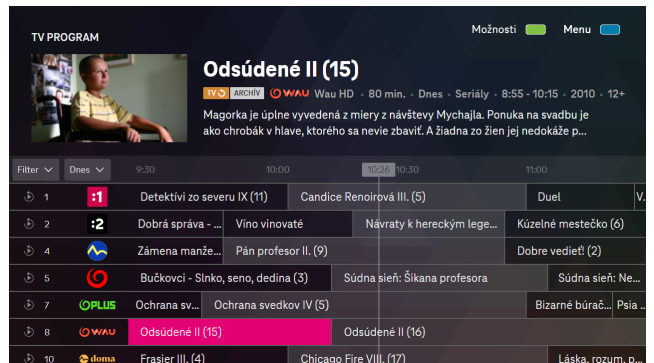 Možnosti Menu
TV PROGRAM
Odsúdené II (15)
TV ARCHÍV WAU Wau HD • 80 min. • Dnes • Seriály • 8:55 - 10:15 • 2010 • 12+
Magorka je úplne vyvedená z miery z návštevy Mychajla. Ponuka na svadbu je
ako chrobák v hlave, ktorého sa nevie zbaviť. A žiadna zo žien jej nedokáže p...
Filter Dnes 9:30 10:00 10:26 10:30 11:00
1 :1 Detektívi zo severu IX (11) Candice Renoirová III. (5) Duel V.
2 :2 Dobrá správa - ... Víno vinovaté Návraty k hereckým lege... Kúzelné mestečko (6)
4 Zámena manže... Pán profesor II. (9) Dobre vedieť! (2)
5 Bučkovci - Slnko, seno, dedina (3) Súdna sieň: Šikana profesora Súdna sieň: Ne...
7 PLUS Ochrana sv... Ochrana svedkov IV (5) Bizarné búrač... Psia ..
8 WAU Odsúdené II (15) Odsúdené II (16)
10 doma Frasier III. (4) Chicago Fire VIII. (17) Láska, rozum, p...